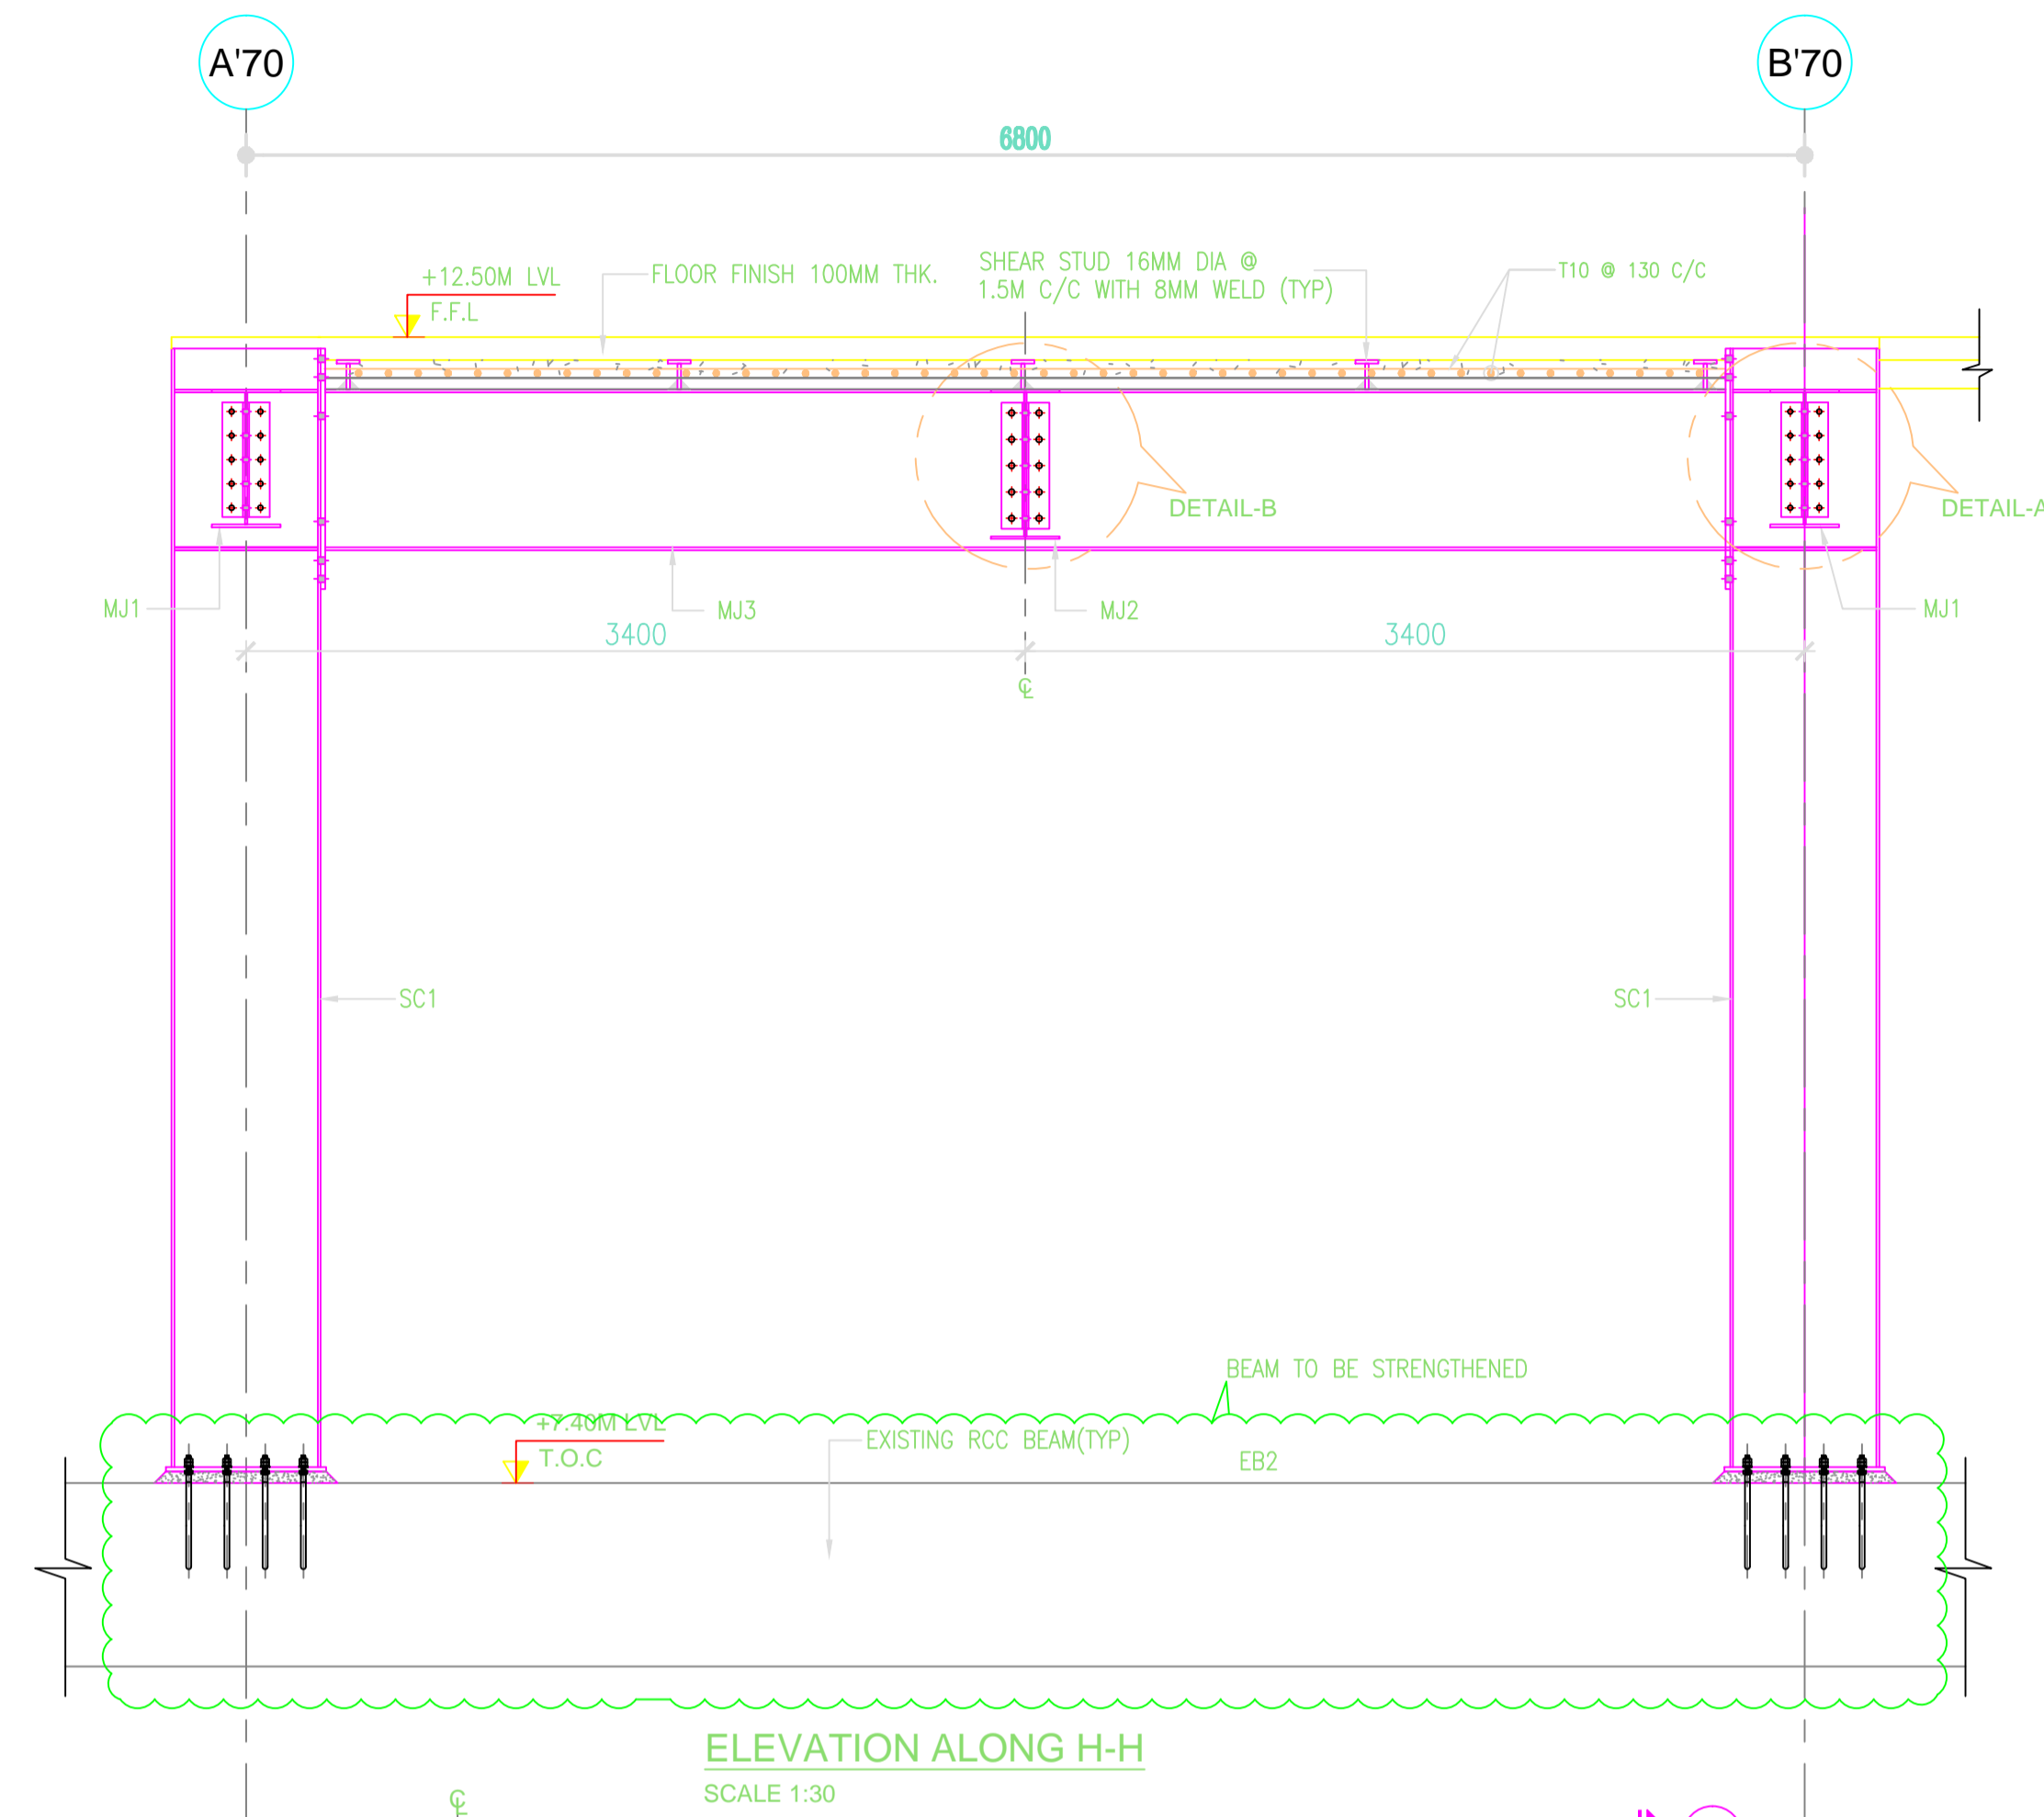 A'70
B'70
6800
+12.50M LVL
F.F.L
FLOOR FINISH 100MM THK.
SHEAR STUD 16MM DIA @
1.5M C/C WITH 8MM WELD (TYP)
T10 @ 130 C/C
DETAIL-B
DETAIL-A
MJ1
MJ3
MJ2
MJ1
3400
3400
℄
SC1
SC1
BEAM TO BE STRENGTHENED
+7.40M LVL
T.O.C
EXISTING RCC BEAM(TYP)
EB2
ELEVATION ALONG H-H
SCALE 1:30
℄